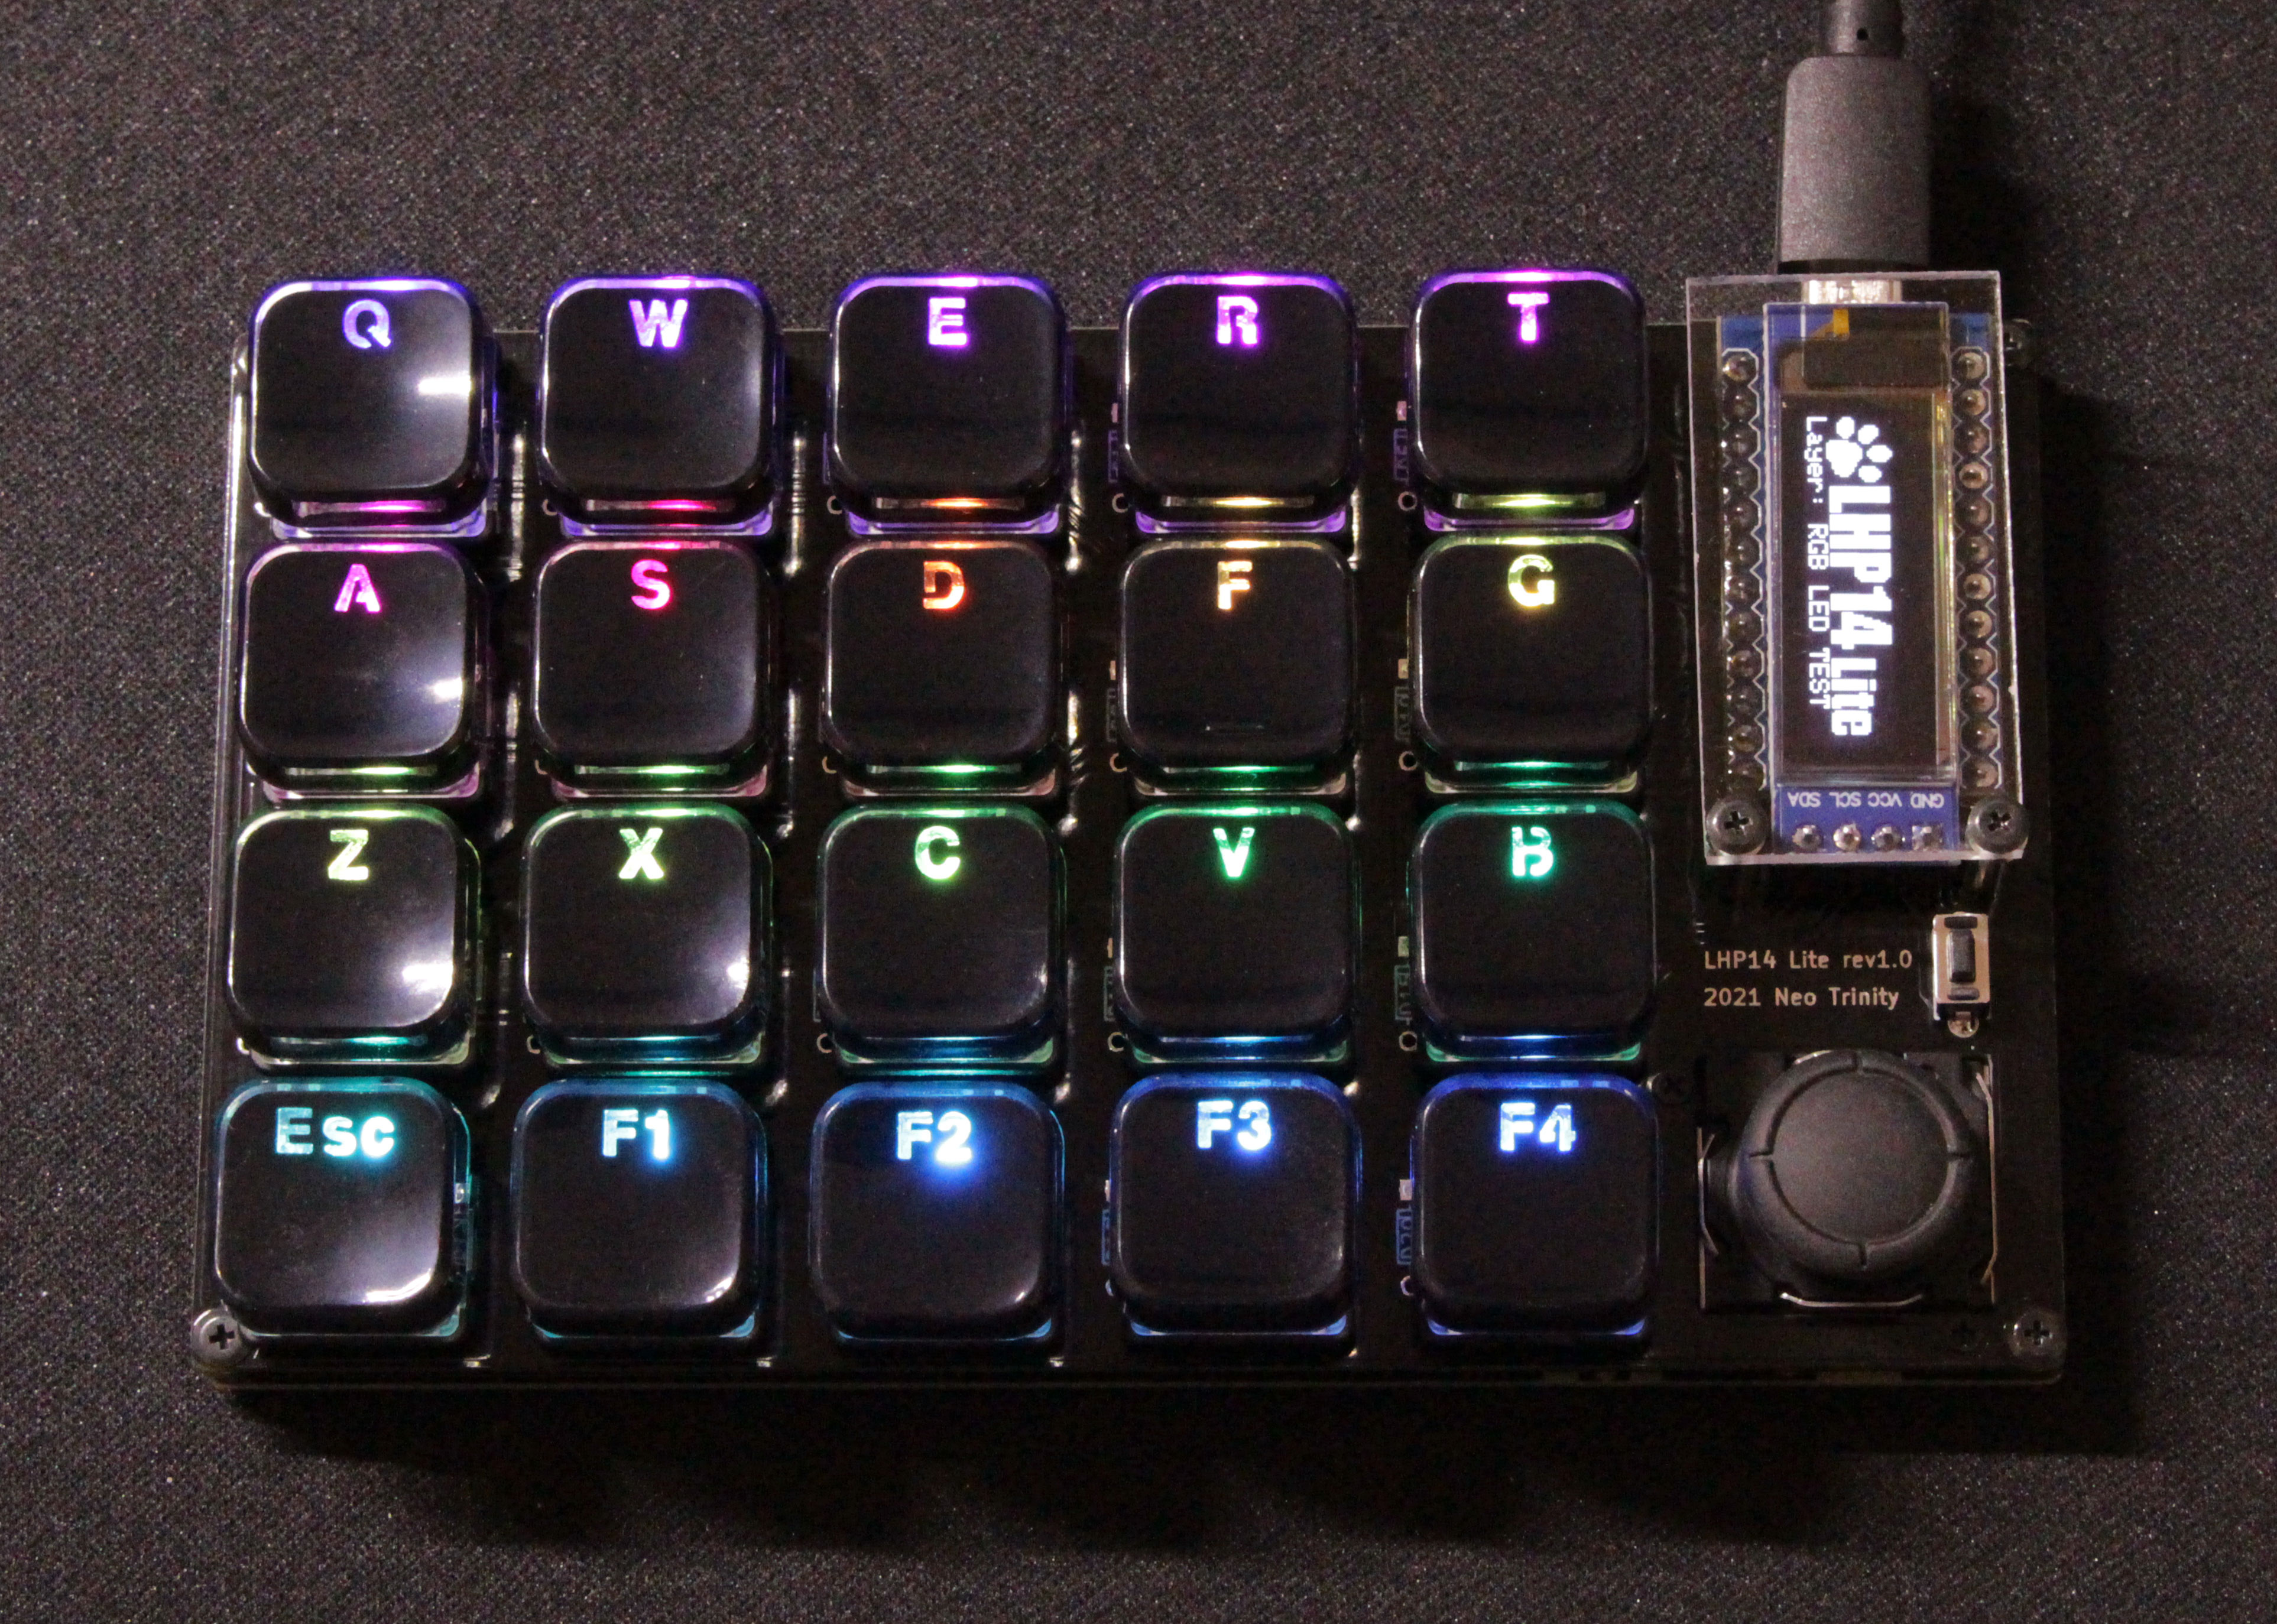 Q W E R T
A S D F G
Z X C V B
Esc F1 F2 F3 F4
LHP14 Lite
Layer: RGB LED TEST
GND VCC SCL SDA
LHP14 Lite rev1.0
2021 Neo Trinity